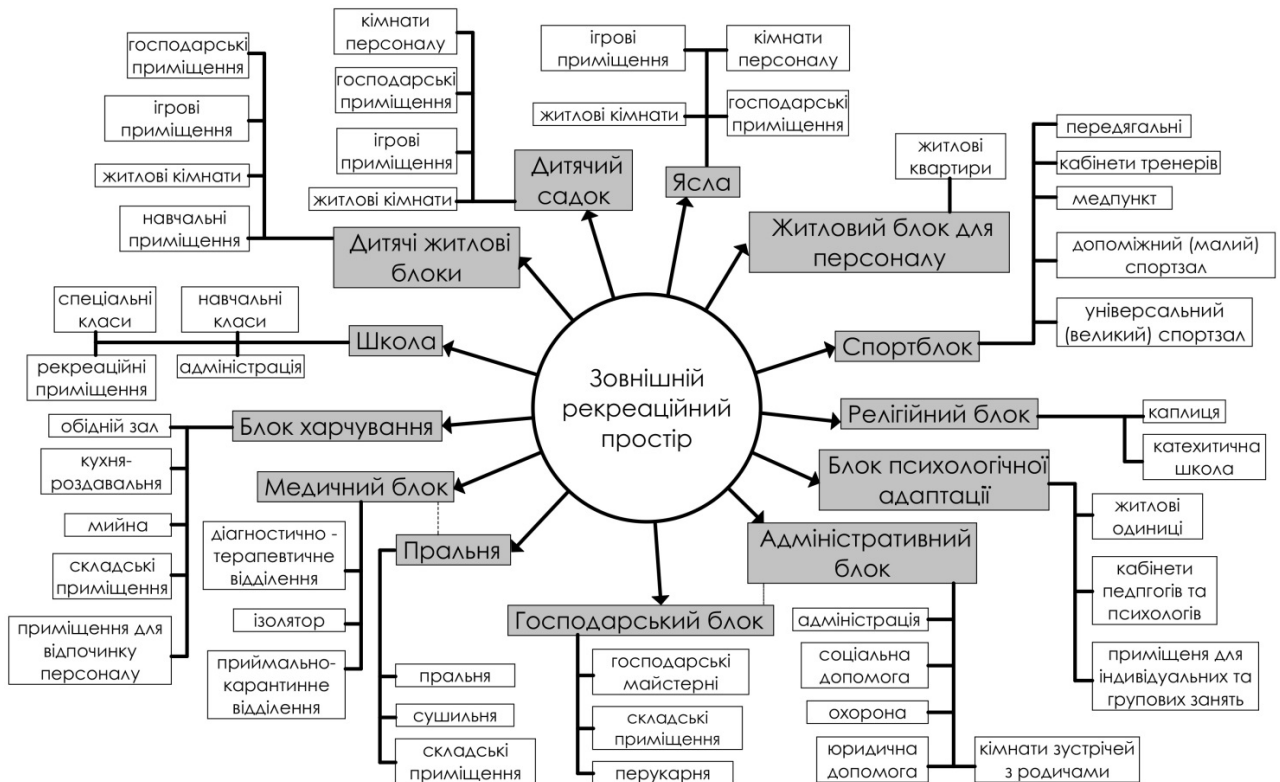 господарські
приміщення
ігрові
приміщення
житлові кімнати
навчальні
приміщення
Дитячі житлові
блоки
кімнати
персоналу
господарські
приміщення
ігрові
приміщення
житлові кімнати
Дитячий
садок
ігрові
приміщення
кімнати
персоналу
житлові кімнати
господарські
приміщення
Ясла
житлові
квартири
Житловий блок для
персоналу
передягальні
кабінети тренерів
медпункт
допоміжний (малий)
спортзал
універсальний
(великий) спортзал
Спортблок
спеціальні
класи
навчальні
класи
рекреаційні
приміщення
адміністрація
Школа
Зовнішній
рекреаційний
простір
Релігійний блок
каплиця
катехитична
школа
Блок харчування
обідній зал
кухня-
роздавальня
мийна
складські
приміщення
приміщення для
відпочинку
персоналу
Медичний блок
діагностично -
терапевтичне
відділення
ізолятор
приймально-
карантинне
відділення
Пральня
пральня
сушильня
складські
приміщення
Господарський блок
господарські
майстерні
складські
приміщення
перукарня
Адміністративний
блок
адміністрація
соціальна
допомога
охорона
юридична
допомога
кімнати зустрічей
з родичами
Блок психологічної
адаптації
житлові
одиниці
кабінети
педпгогів та
психологів
приміщеня для
індивідуальних та
групових занять